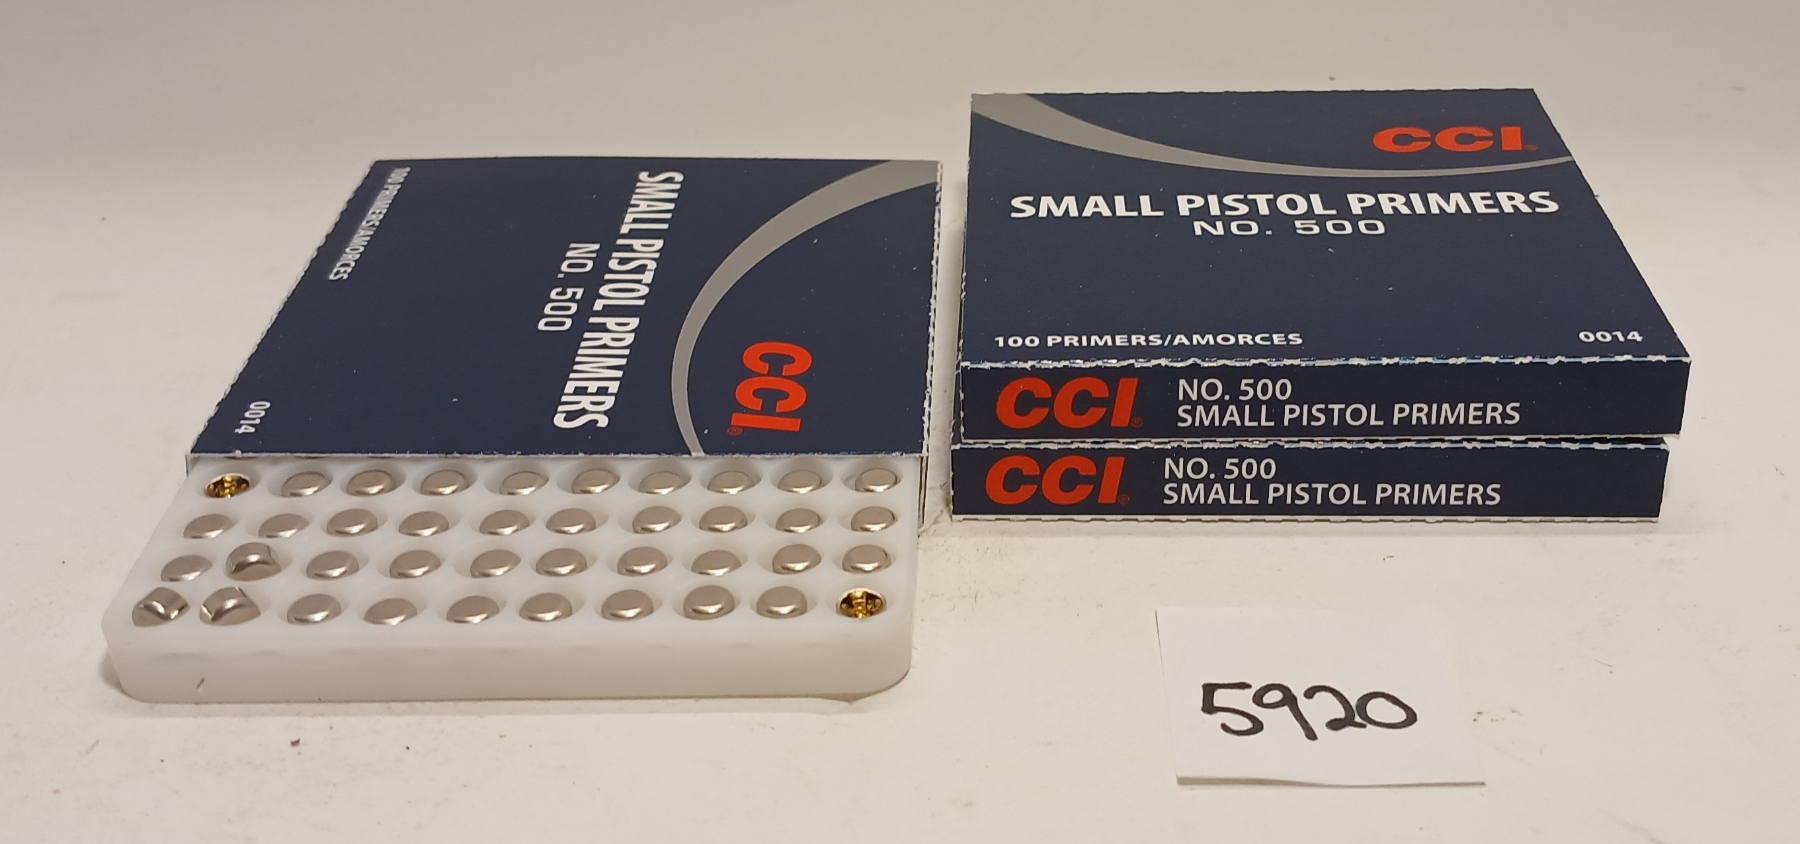 CCI
SMALL PISTOL PRIMERS
NO. 500
100 PRIMERS/AMORCES
0014
CCI
SMALL PISTOL PRIMERS
NO. 500
100 PRIMERS/AMORCES 0014
CCI NO. 500
SMALL PISTOL PRIMERS
CCI NO. 500
SMALL PISTOL PRIMERS
5920